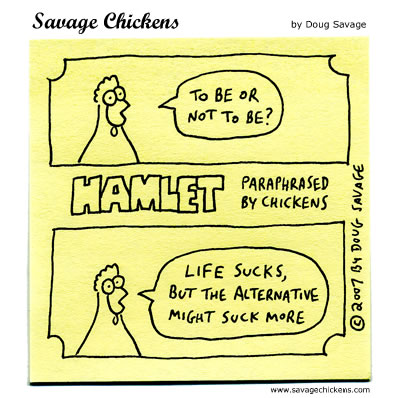 Savage Chickens
by Doug Savage
TO BE OR
NOT TO BE?
HAMLET
PARAPHRASED
BY CHICKENS
LIFE SUCKS,
BUT THE ALTERNATIVE
MIGHT SUCK MORE
© 2007 BY DOUG SAVAGE
www.savagechickens.com